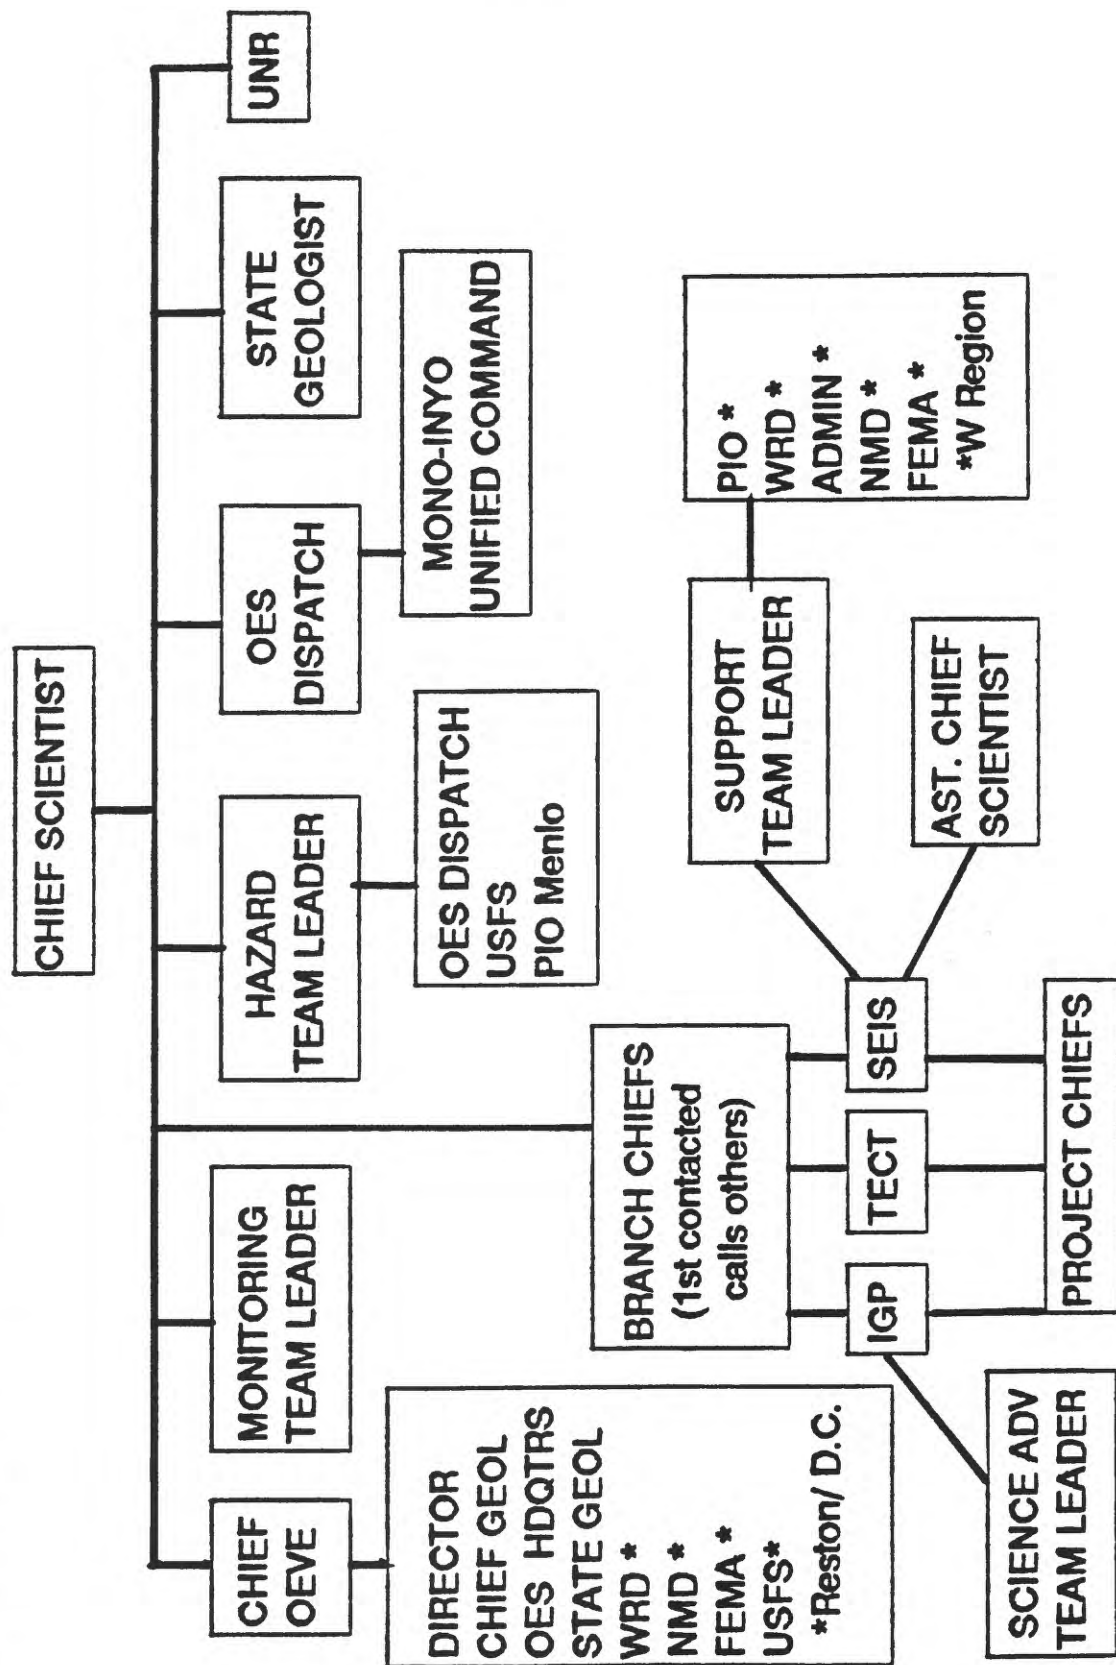 CHIEF SCIENTIST
CHIEF
OEVE
MONITORING
TEAM LEADER
HAZARD
TEAM LEADER
OES
DISPATCH
STATE
GEOLOGIST
UNR
DIRECTOR
CHIEF GEOL
OES HDQTRS
STATE GEOL
WRD *
NMD *
FEMA *
USFS*
*Reston/ D.C.
OES DISPATCH
USFS
PIO Menlo
MONO-INYO
UNIFIED COMMAND
BRANCH CHIEFS
(1st contacted
calls others)
IGP
TECT
SEIS
SUPPORT
TEAM LEADER
PIO *
WRD *
ADMIN *
NMD *
FEMA *
*W Region
SCIENCE ADV
TEAM LEADER
PROJECT CHIEFS
AST. CHIEF
SCIENTIST